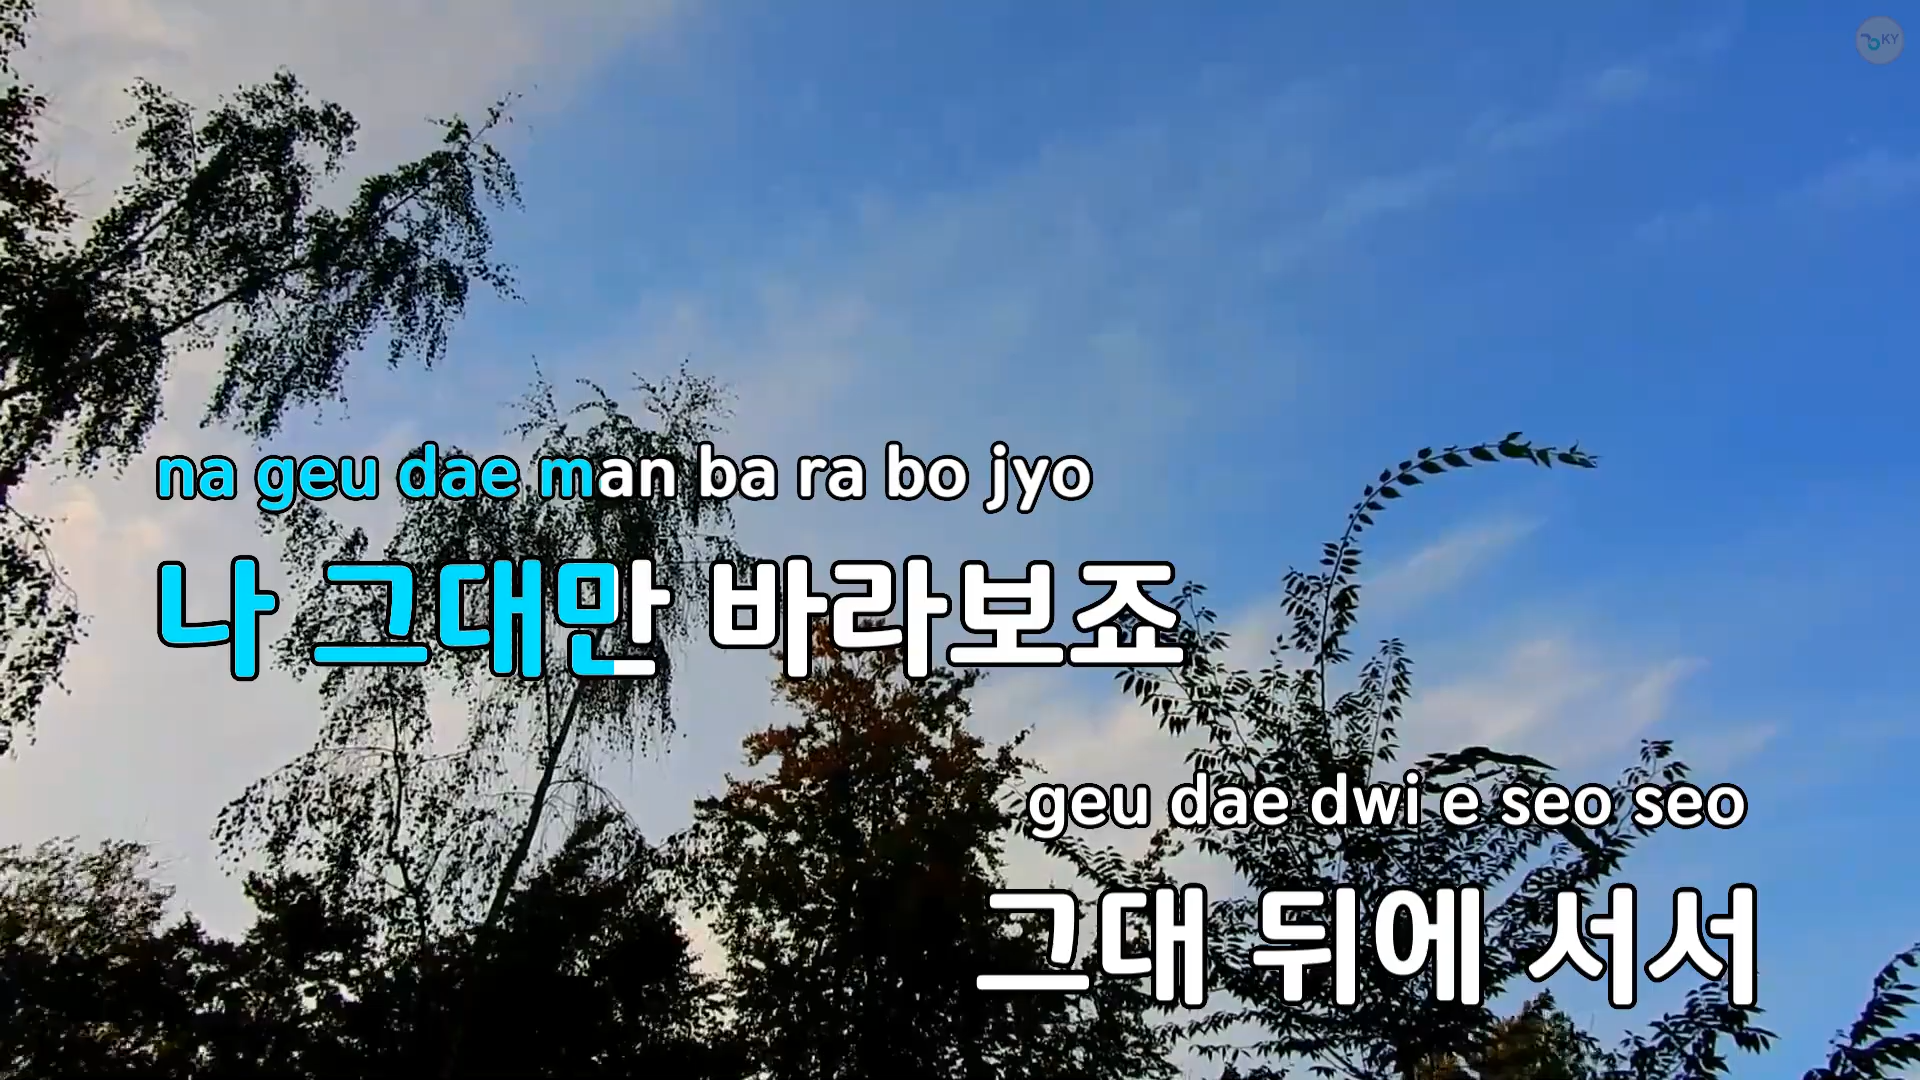 KY
na geu dae man ba ra bo jyo
나 그대만 바라보죠
geu dae dwi e seo seo
그대 뒤에 서서